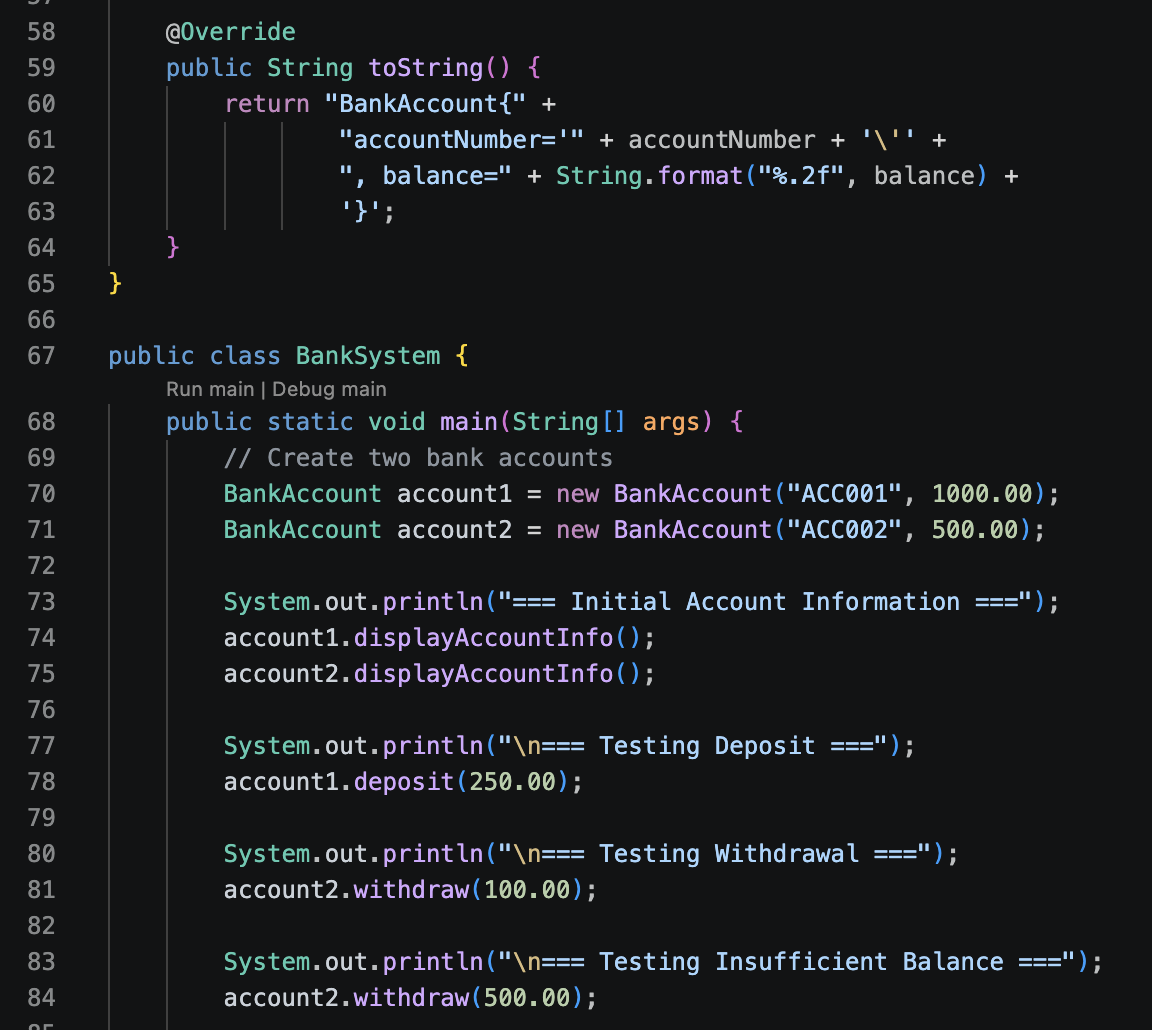 58 @Override
59 public String toString() {
60 return "BankAccount{" +
61 "accountNumber='" + accountNumber + '\'' +
62 ", balance=" + String.format("%.2f", balance) +
63 '}';
64 }
65 }
66
67 public class BankSystem {
Run main | Debug main
68 public static void main(String[] args) {
69 // Create two bank accounts
70 BankAccount account1 = new BankAccount("ACC001", 1000.00);
71 BankAccount account2 = new BankAccount("ACC002", 500.00);
72
73 System.out.println("=== Initial Account Information ===");
74 account1.displayAccountInfo();
75 account2.displayAccountInfo();
76
77 System.out.println("\n=== Testing Deposit ===");
78 account1.deposit(250.00);
79
80 System.out.println("\n=== Testing Withdrawal ===");
81 account2.withdraw(100.00);
82
83 System.out.println("\n=== Testing Insufficient Balance ===");
84 account2.withdraw(500.00);